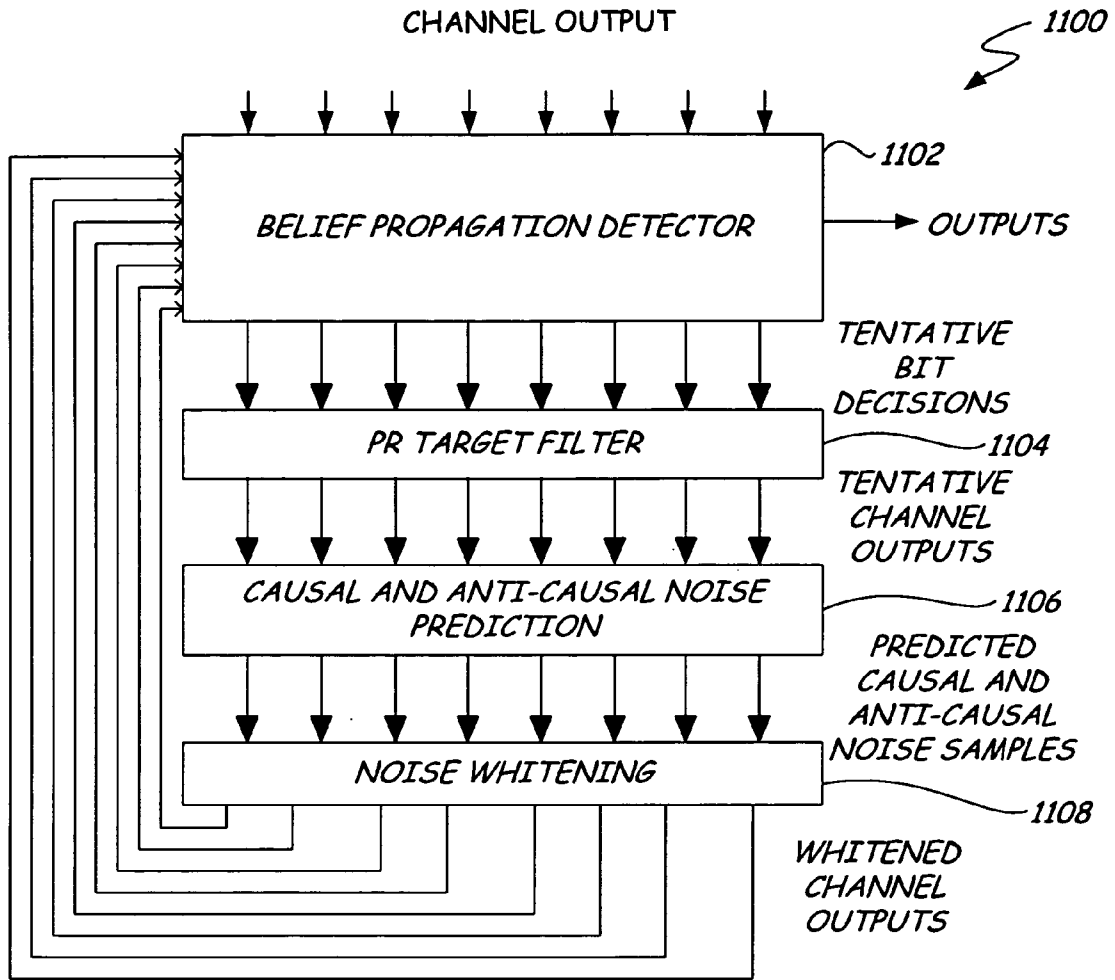 CHANNEL OUTPUT
1100
1102
BELIEF PROPAGATION DETECTOR
OUTPUTS
TENTATIVE
BIT
DECISIONS
PR TARGET FILTER
1104
TENTATIVE
CHANNEL
OUTPUTS
CAUSAL AND ANTI-CAUSAL NOISE
PREDICTION
1106
PREDICTED
CAUSAL AND
ANTI-CAUSAL
NOISE SAMPLES
NOISE WHITENING
1108
WHITENED
CHANNEL
OUTPUTS